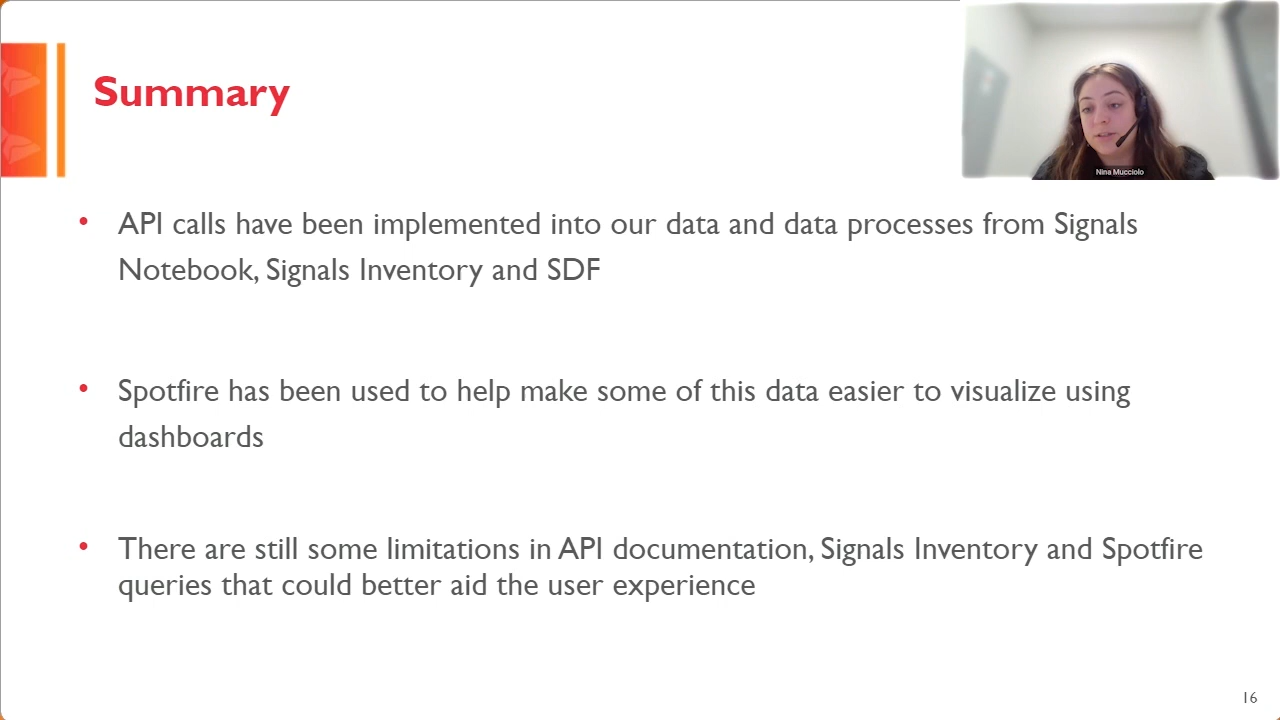 Summary
Nina Mucciolo
• API calls have been implemented into our data and data processes from Signals
Notebook, Signals Inventory and SDF
• Spotfire has been used to help make some of this data easier to visualize using
dashboards
• There are still some limitations in API documentation, Signals Inventory and Spotfire
queries that could better aid the user experience
16